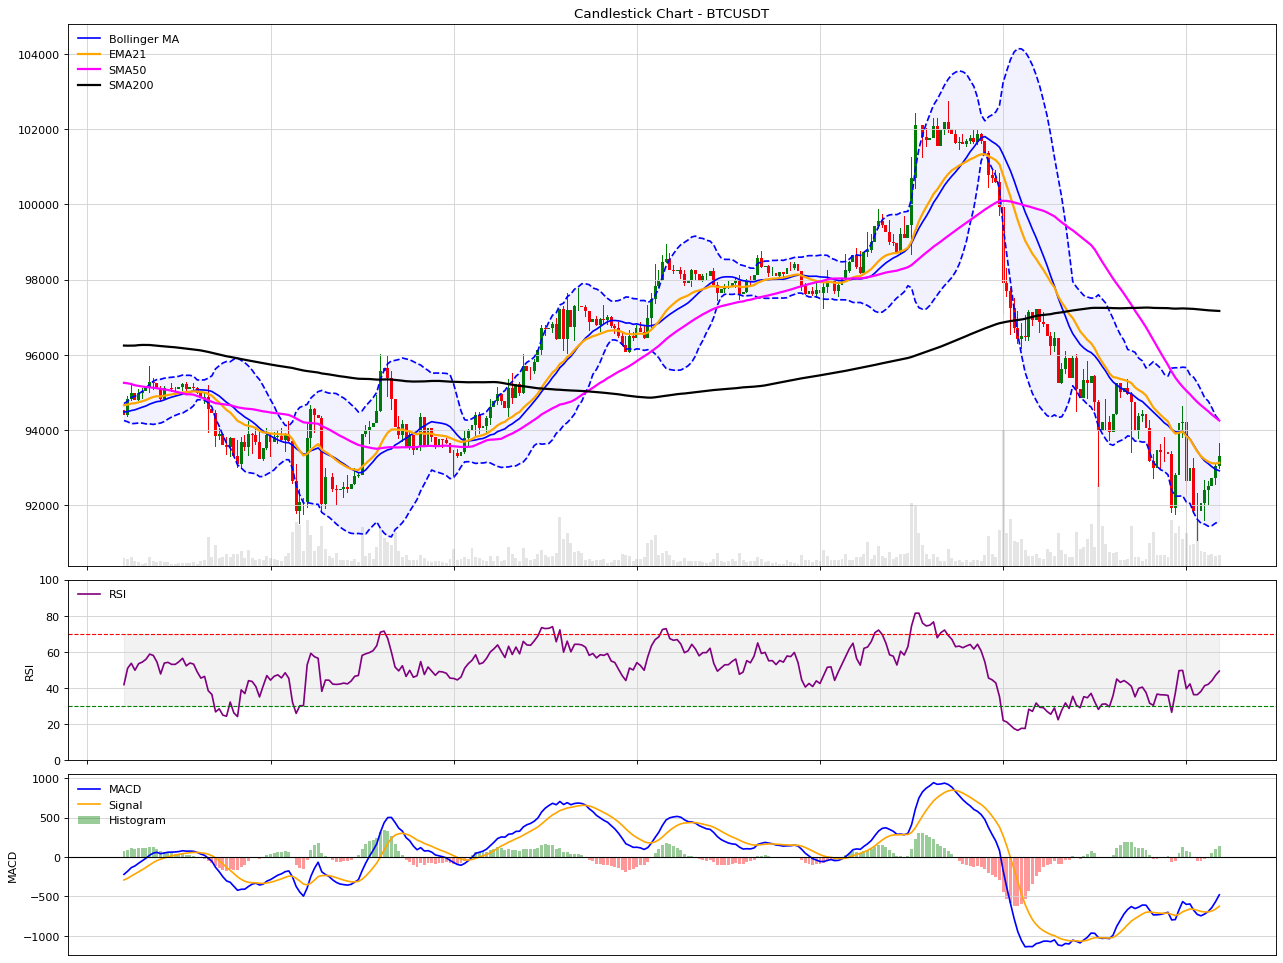 Candlestick Chart - BTCUSDT
Bollinger MA
EMA21
SMA50
SMA200
104000
102000
100000
98000
96000
94000
92000
RSI
100
80
60
40
20
0
RSI
MACD
Signal
Histogram
1000
500
0
−500
−1000
MACD